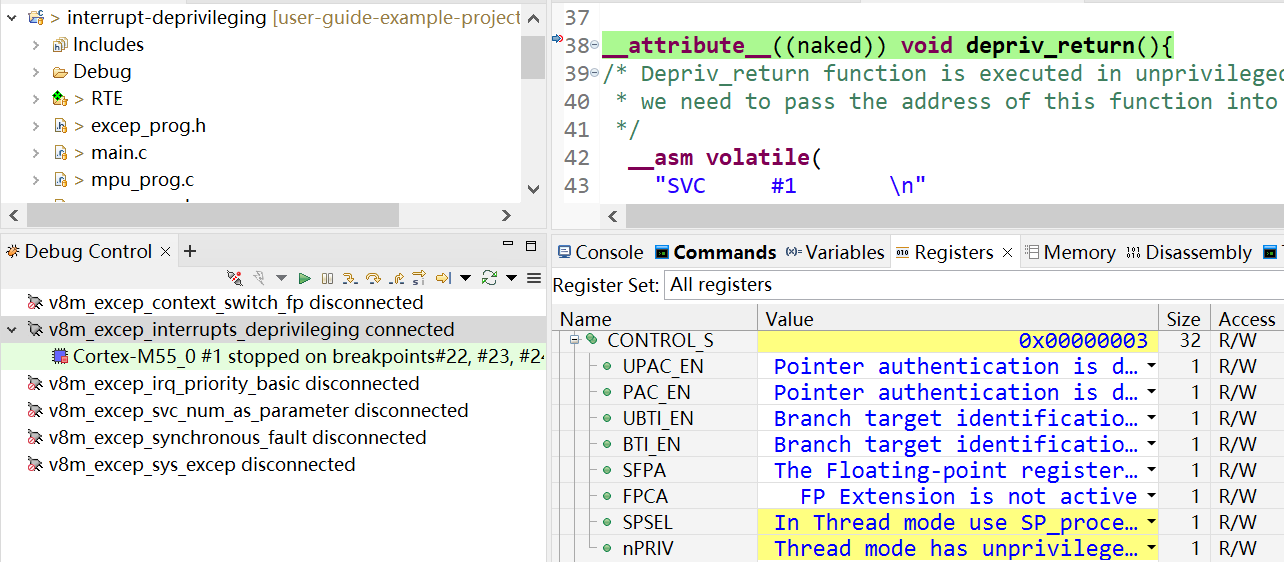 interrupt-deprivileging [user-guide-example-project
Includes
Debug
RTE
excep_prog.h
main.c
mpu_prog.c
37
38 __attribute__((naked)) void depriv_return(){
39 /* Depriv_return function is executed in unprivileged
40 * we need to pass the address of this function into
41 */
42 __asm volatile(
43 "SVC #1 \n"
Debug Control
v8m_excep_context_switch_fp disconnected
v8m_excep_interrupts_deprivileging connected
Cortex-M55_0 #1 stopped on breakpoints#22, #23, #24
v8m_excep_irq_priority_basic disconnected
v8m_excep_svc_num_as_parameter disconnected
v8m_excep_synchronous_fault disconnected
v8m_excep_sys_excep disconnected
Console Commands Variables Registers Memory Disassembly
Register Set: All registers
Name Value Size Access
CONTROL_S 0x00000003 32 R/W
UPAC_EN Pointer authentication is d... 1 R/W
PAC_EN Pointer authentication is d... 1 R/W
UBTI_EN Branch target identificatio... 1 R/W
BTI_EN Branch target identificatio... 1 R/W
SFPA The Floating-point register... 1 R/W
FPCA FP Extension is not active 1 R/W
SPSEL In Thread mode use SP_proce... 1 R/W
nPRIV Thread mode has unprivilege... 1 R/W